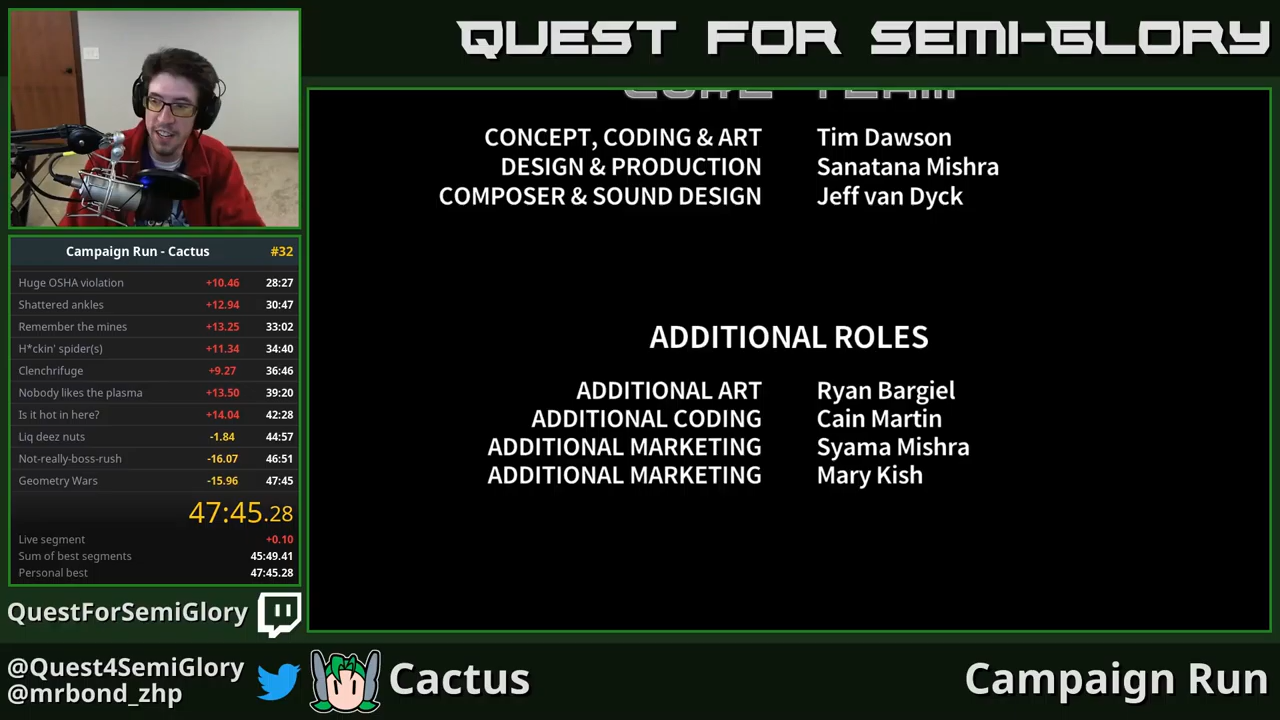 QUEST FOR SEMI-GLORY
Campaign Run - Cactus #32
Huge OSHA violation +10.46 28:27
Shattered ankles +12.94 30:47
Remember the mines +13.25 33:02
H*ckin' spider(s) +11.34 34:40
Clenchrifuge +9.27 36:46
Nobody likes the plasma +13.50 39:20
Is it hot in here? +14.04 42:28
Liq deez nuts -1.84 44:57
Not-really-boss-rush -16.07 46:51
Geometry Wars -15.96 47:45
47:45.28
Live segment +0.10
Sum of best segments 45:49.41
Personal best 47:45.28
QuestForSemiGlory
@Quest4SemiGlory
@mrbond_zhp
CORE TEAM
CONCEPT, CODING & ART Tim Dawson
DESIGN & PRODUCTION Sanatana Mishra
COMPOSER & SOUND DESIGN Jeff van Dyck
ADDITIONAL ROLES
ADDITIONAL ART Ryan Bargiel
ADDITIONAL CODING Cain Martin
ADDITIONAL MARKETING Syama Mishra
ADDITIONAL MARKETING Mary Kish
Cactus
Campaign Run